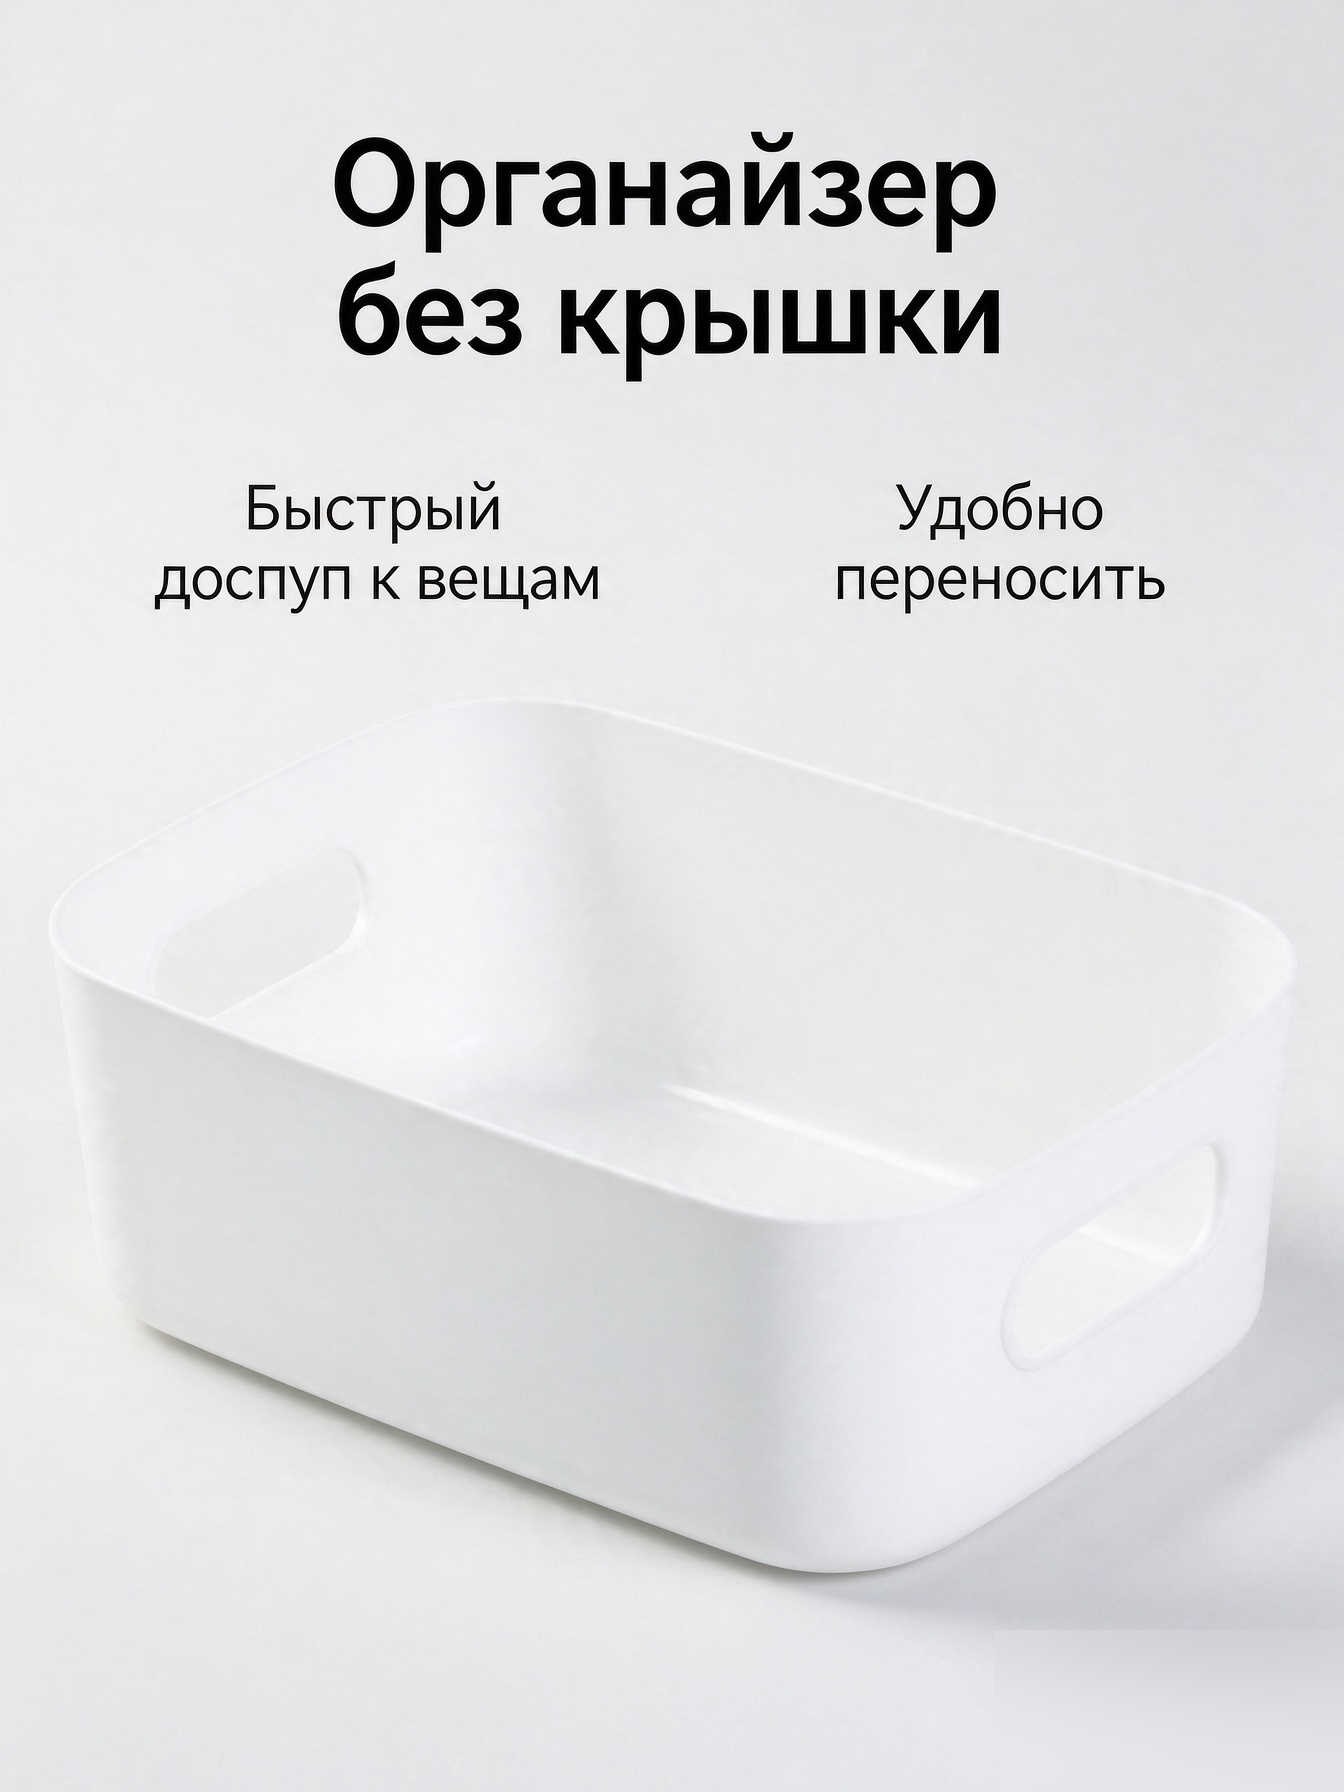 Органайзер
без крышки
Быстрый
доспуп к вещам
Удобно
переносить